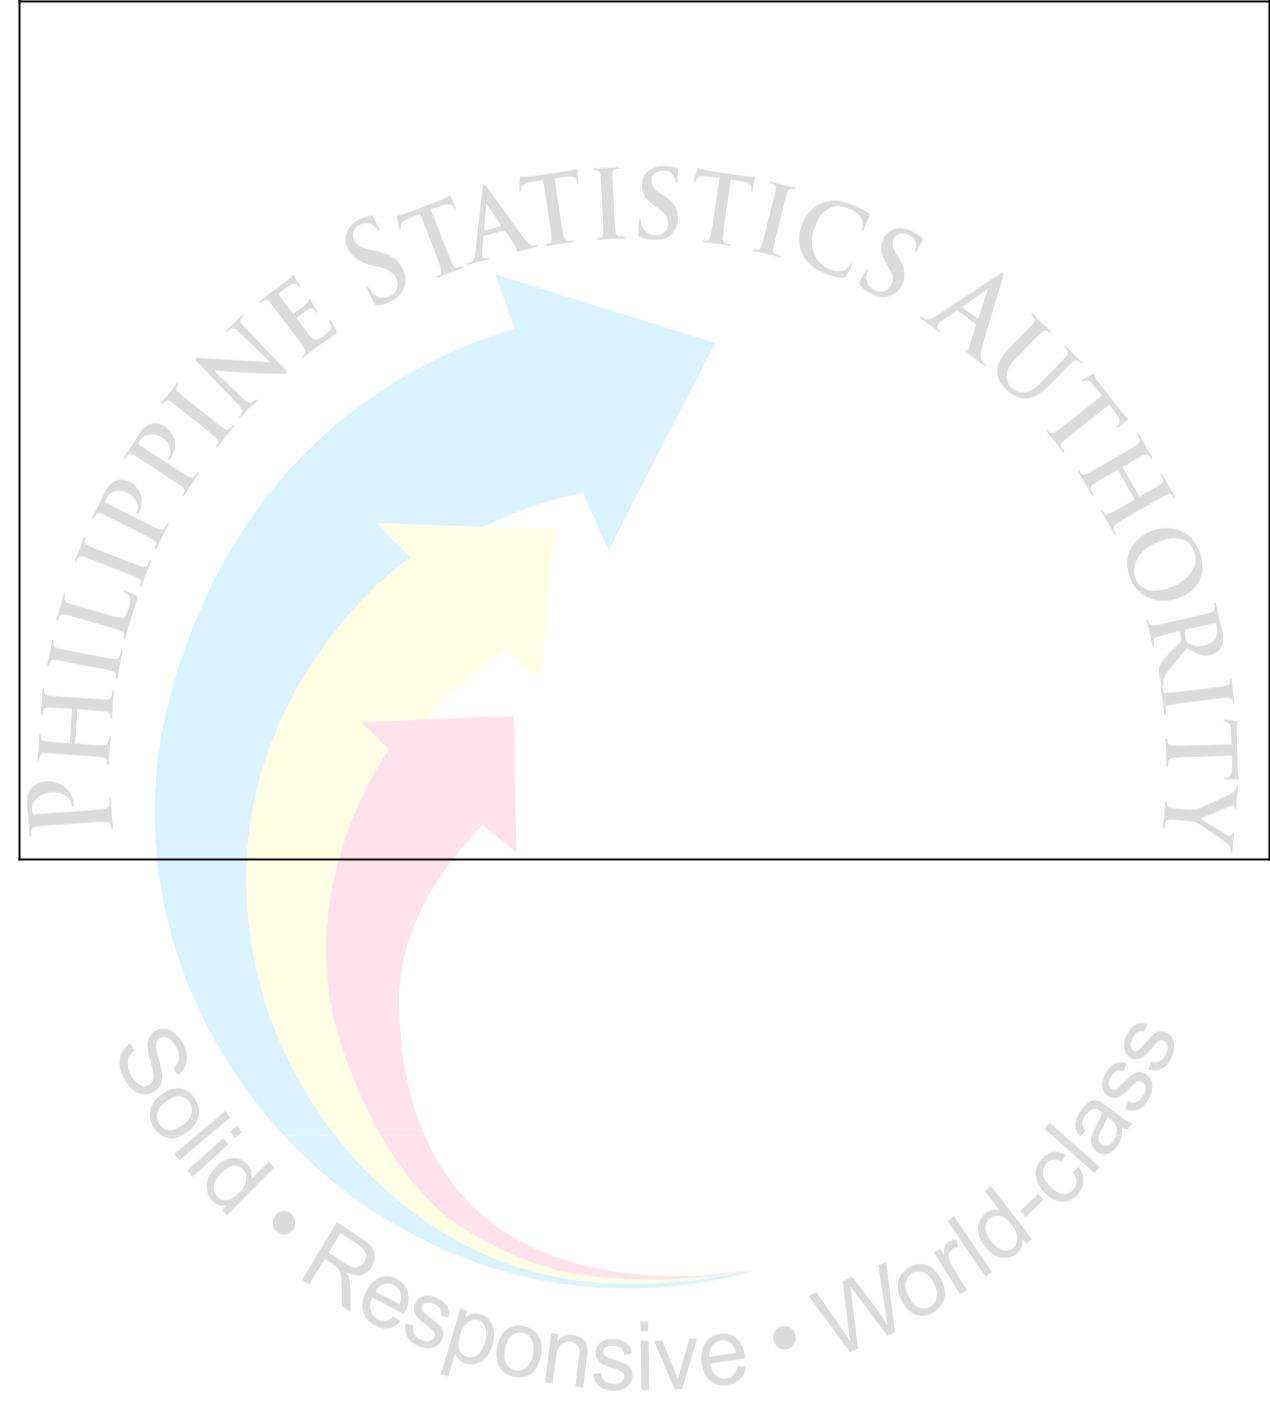 PHILIPPINE STATISTICS AUTHORITY
Solid • Responsive • World-class